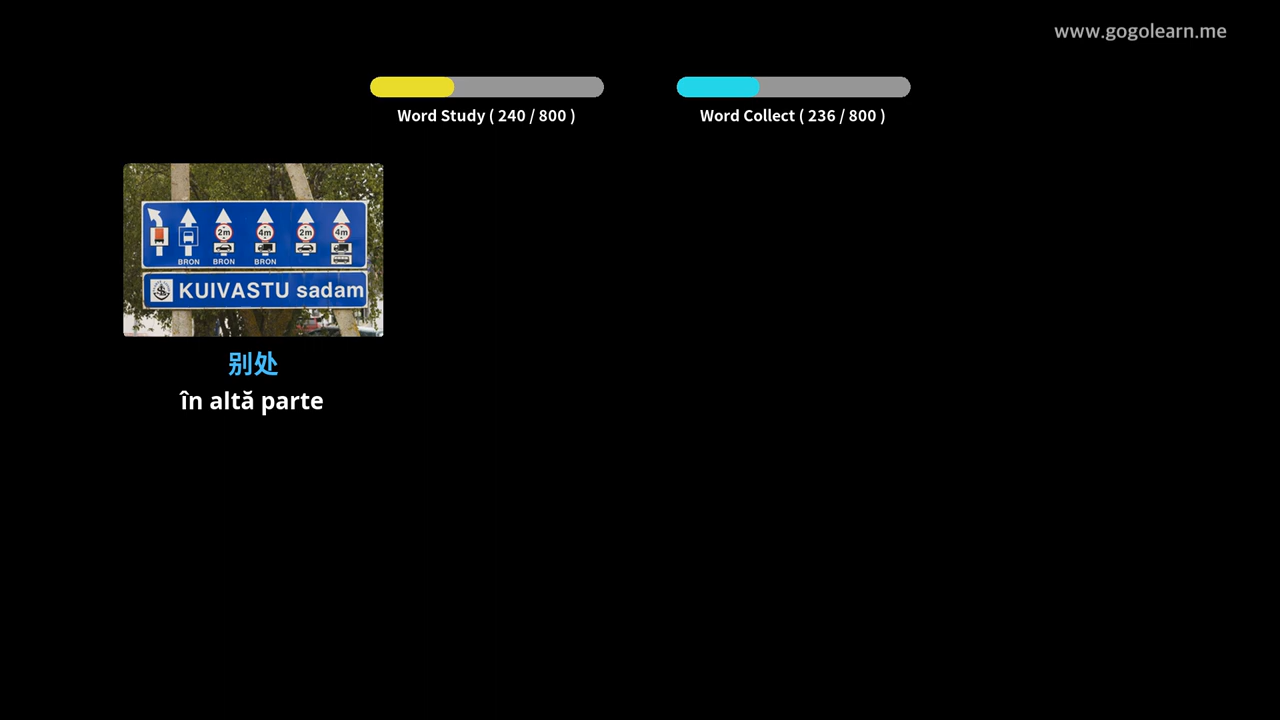 www.gogolearn.me
Word Study ( 240 / 800 )
Word Collect ( 236 / 800 )
2m 4m 2m 4m
BRON BRON BRON
KUIVASTU sadam
别处
în altă parte